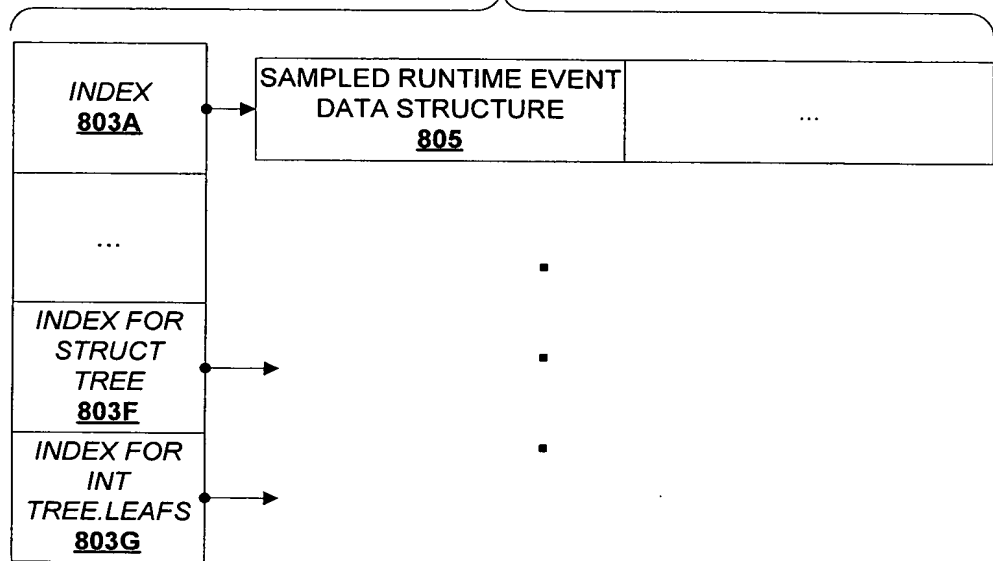 INDEX
803A
SAMPLED RUNTIME EVENT
DATA STRUCTURE
805
...
...
INDEX FOR
STRUCT
TREE
803F
INDEX FOR
INT
TREE.LEAFS
803G